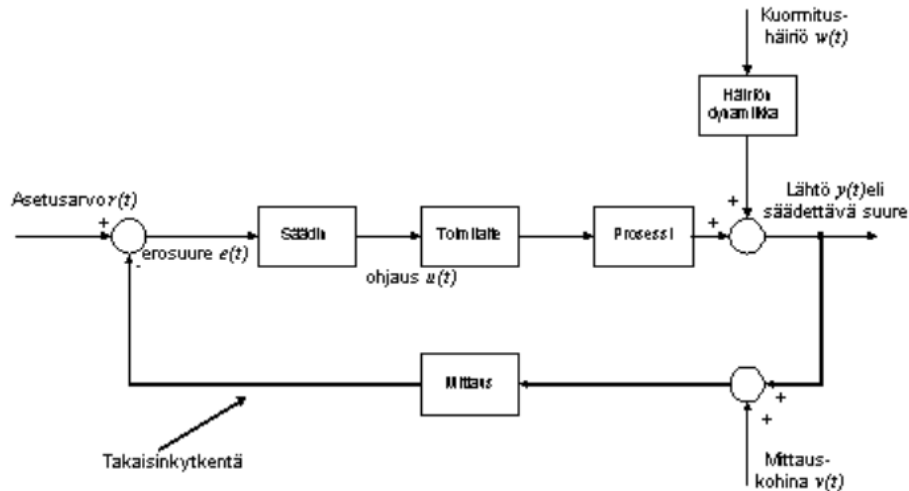 Kuormitus-
häiriö w(t)
Häiriön
dynamiikka
Asetusarvo r(t)
+
+
+
Lähtö y(t) eli
säädettävä suure
Säädin
Toimilaite
Prosessi
-
erosuure e(t)
ohjaus u(t)
Mittaus
+
+
Takaisinkytkentä
Mittaus-
kohina v(t)